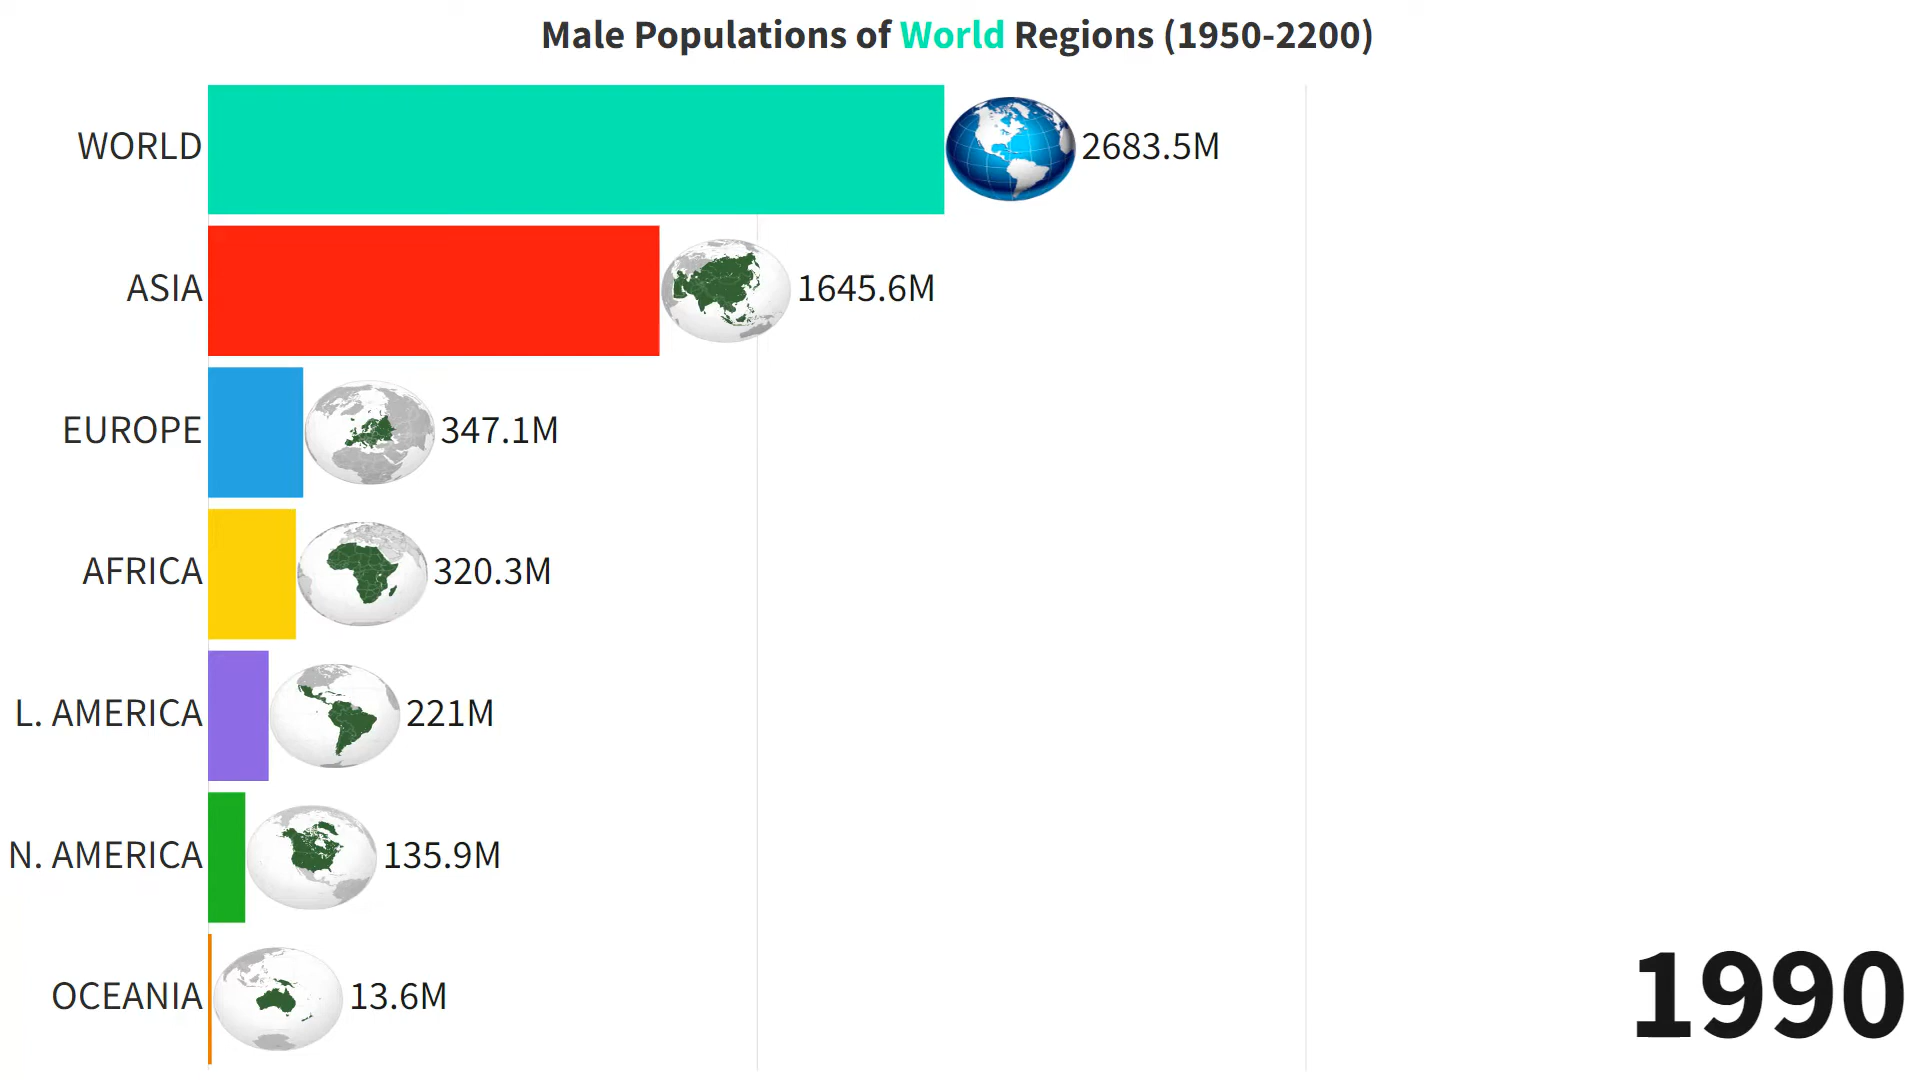 Male Populations of World Regions (1950-2200)
WORLD 2683.5M
ASIA 1645.6M
EUROPE 347.1M
AFRICA 320.3M
L. AMERICA 221M
N. AMERICA 135.9M
OCEANIA 13.6M
1990